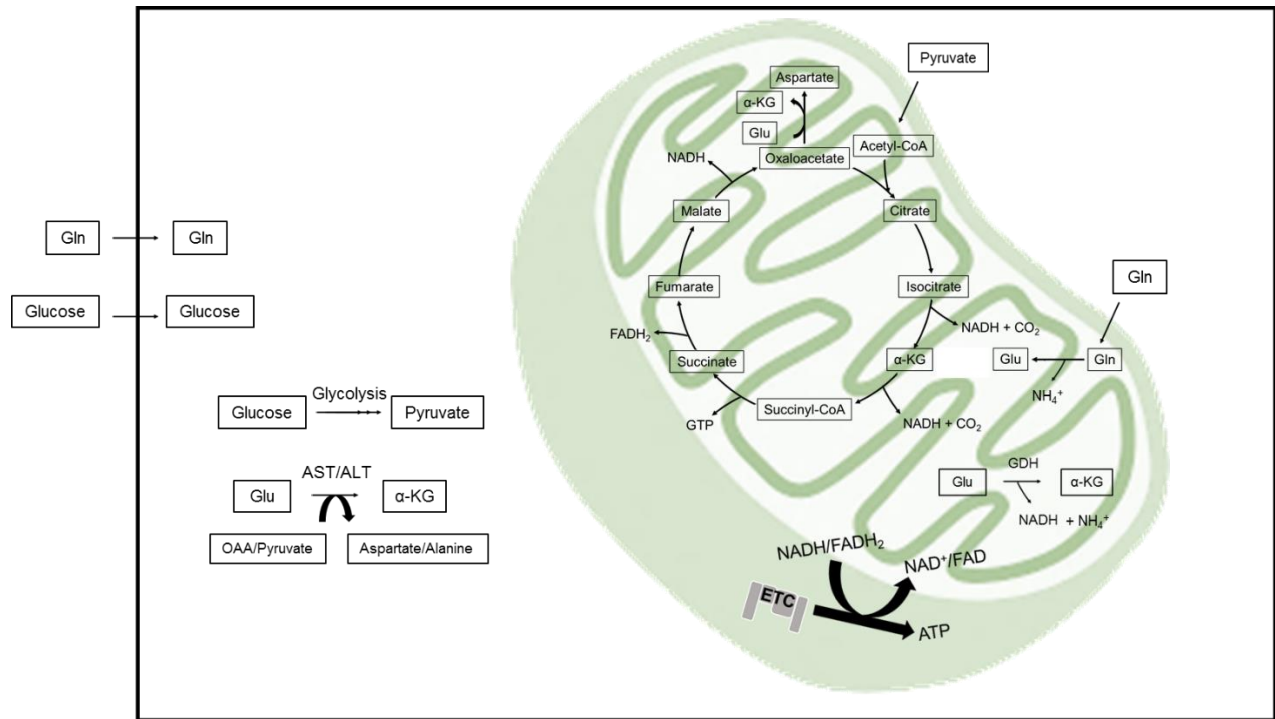 Pyruvate
Aspartate
α-KG
Glu
Oxaloacetate
Acetyl-CoA
NADH
Malate
Citrate
Gln
Gln
Fumarate
Isocitrate
Gln
Glucose
Glucose
FADH₂
NADH + CO₂
Succinate
α-KG
Glu
Gln
NH₄⁺
Glycolysis
Glucose
Pyruvate
Succinyl-CoA
GTP
NADH + CO₂
AST/ALT
Glu
α-KG
GDH
Glu
α-KG
NADH + NH₄⁺
OAA/Pyruvate
Aspartate/Alanine
NADH/FADH₂
NAD⁺/FAD
ETC
ATP